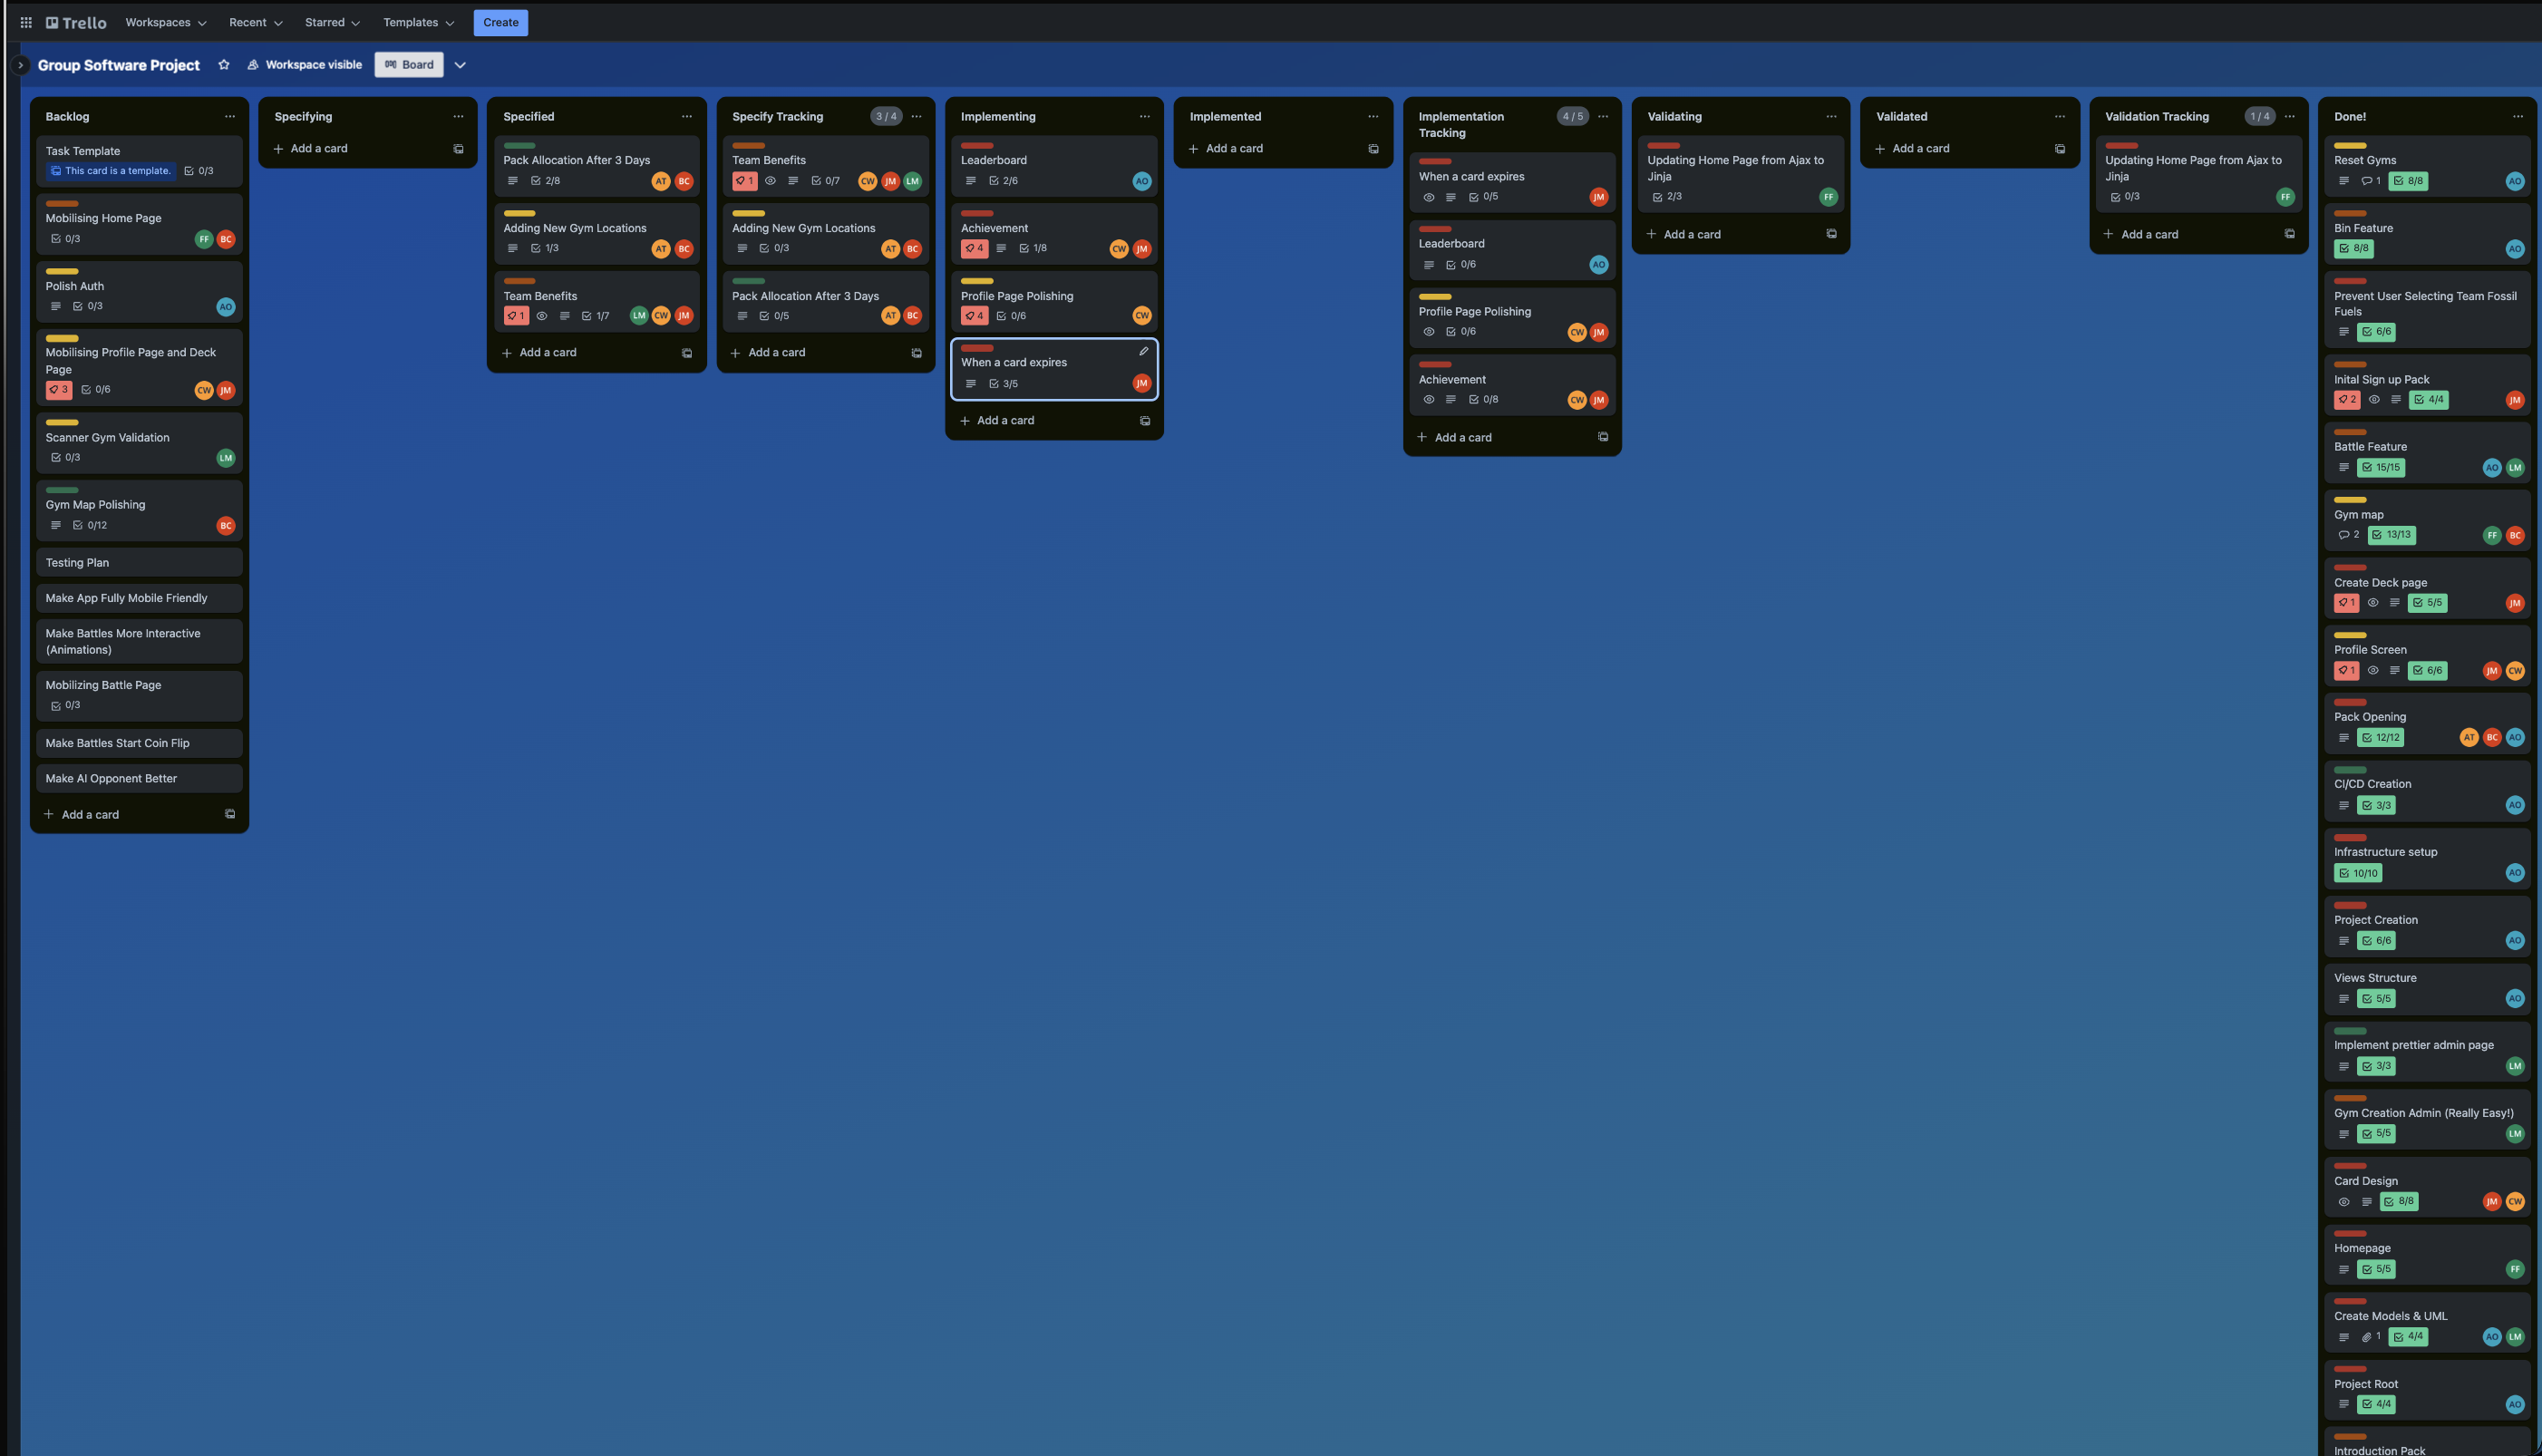 Trello
Workspaces
Recent
Starred
Templates
Create
Group Software Project
Workspace visible
Board
Backlog
Task Template
This card is a template.
0/3
Mobilising Home Page
0/3
FF BC
Polish Auth
0/3
AO
Mobilising Profile Page and Deck
Page
3 0/6
CW JM
Scanner Gym Validation
0/3
LM
Gym Map Polishing
0/12
BC
Testing Plan
Make App Fully Mobile Friendly
Make Battles More Interactive
(Animations)
Mobilizing Battle Page
0/3
Make Battles Start Coin Flip
Make AI Opponent Better
Add a card
Specifying
Add a card
Specified
Pack Allocation After 3 Days
2/8
AT BC
Adding New Gym Locations
1/3
AT BC
Team Benefits
1 1/7
LM CW JM
Add a card
Specify Tracking
3 / 4
Team Benefits
1 0/7
CW JM LM
Adding New Gym Locations
0/3
AT BC
Pack Allocation After 3 Days
0/5
AT BC
Add a card
Implementing
Leaderboard
2/6
AO
Achievement
4 1/8
CW JM
Profile Page Polishing
4 0/6
CW
When a card expires
3/5
JM
Add a card
Implemented
Add a card
Implementation
Tracking
4 / 5
When a card expires
0/5
JM
Leaderboard
0/6
AO
Profile Page Polishing
0/6
CW JM
Achievement
0/8
CW JM
Add a card
Validating
Updating Home Page from Ajax to
Jinja
2/3
FF
Add a card
Validated
Add a card
Validation Tracking
1 / 4
Updating Home Page from Ajax to
Jinja
0/3
FF
Add a card
Done!
Reset Gyms
1 8/8
AO
Bin Feature
8/8
AO
Prevent User Selecting Team Fossil
Fuels
6/6
Inital Sign up Pack
2 4/4
JM
Battle Feature
15/15
AO LM
Gym map
2 13/13
FF BC
Create Deck page
1 5/5
JM
Profile Screen
1 6/6
JM CW
Pack Opening
12/12
AT BC AO
CI/CD Creation
3/3
AO
Infrastructure setup
10/10
AO
Project Creation
6/6
AO
Views Structure
5/5
AO
Implement prettier admin page
3/3
LM
Gym Creation Admin (Really Easy!)
5/5
LM
Card Design
8/8
JM CW
Homepage
5/5
FF
Create Models & UML
1 4/4
AO LM
Project Root
4/4
AO
Introduction Pack